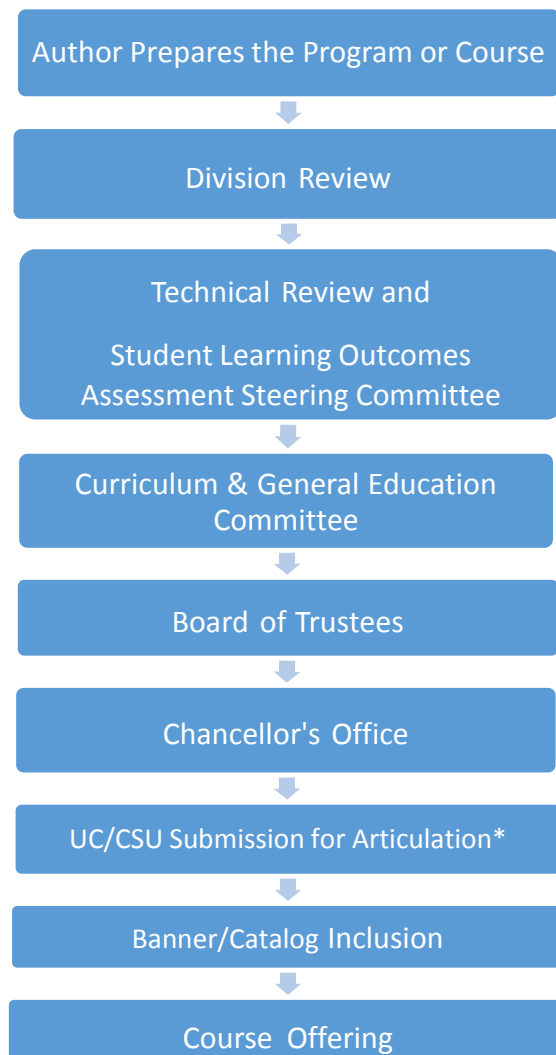 Author Prepares the Program or Course
Division Review
Technical Review and
Student Learning Outcomes
Assessment Steering Committee
Curriculum & General Education
Committee
Board of Trustees
Chancellor's Office
UC/CSU Submission for Articulation*
Banner/Catalog Inclusion
Course Offering